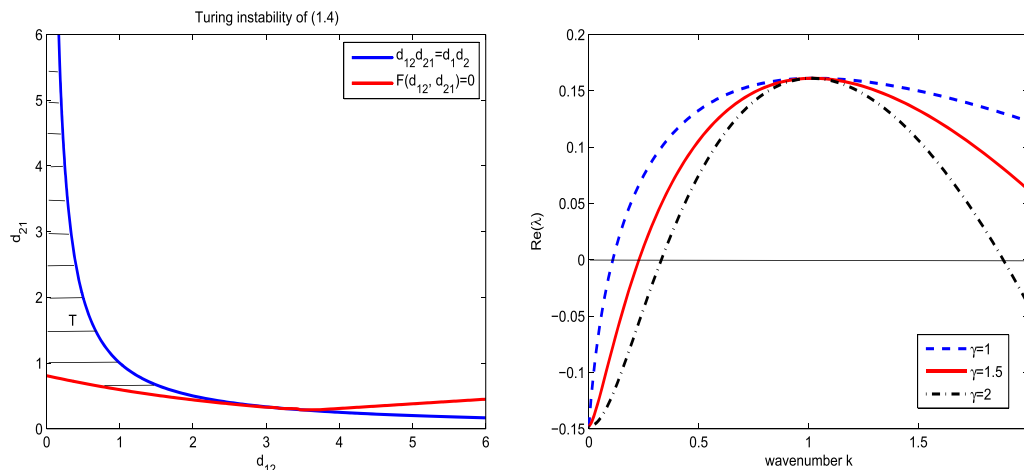 Turing instability of (1.4)
d12d21=d1d2
F(d12, d21)=0
6
5
4
3
2
1
0
d21
T
0
1
2
3
4
5
6
d12
0.2
0.15
0.1
0.05
0
−0.05
−0.1
−0.15
Re(λ)
γ=1
γ=1.5
γ=2
0
0.5
1
1.5
wavenumber k